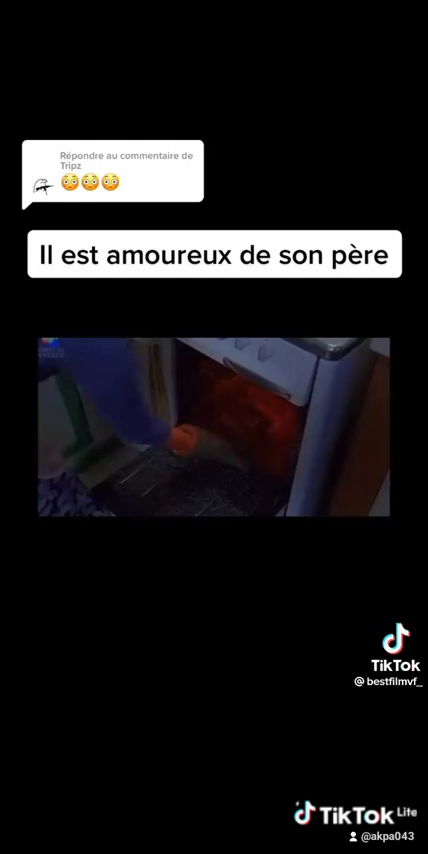 Répondre au commentaire de
Tripz
😳😳😳
Il est amoureux de son père
TikTok
@ bestfilmvf_
TikTok Lite
@akpa043